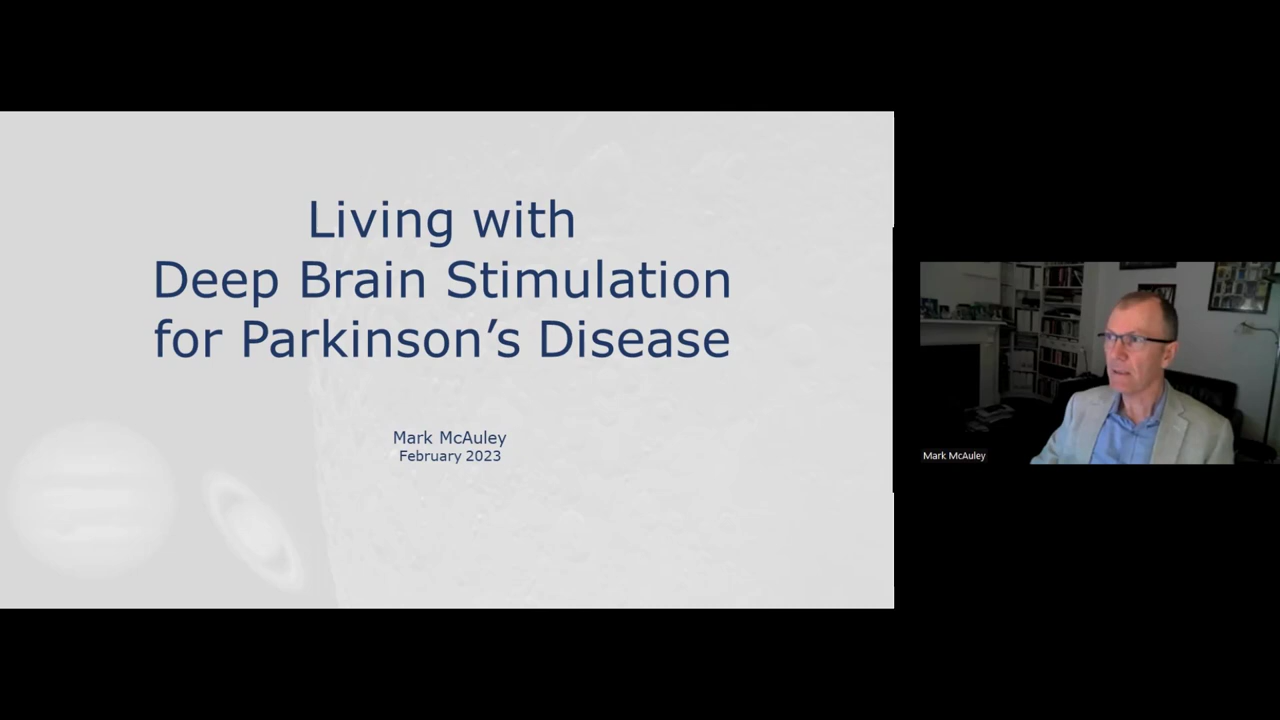 Living with
Deep Brain Stimulation
for Parkinson’s Disease
Mark McAuley
February 2023
Mark McAuley